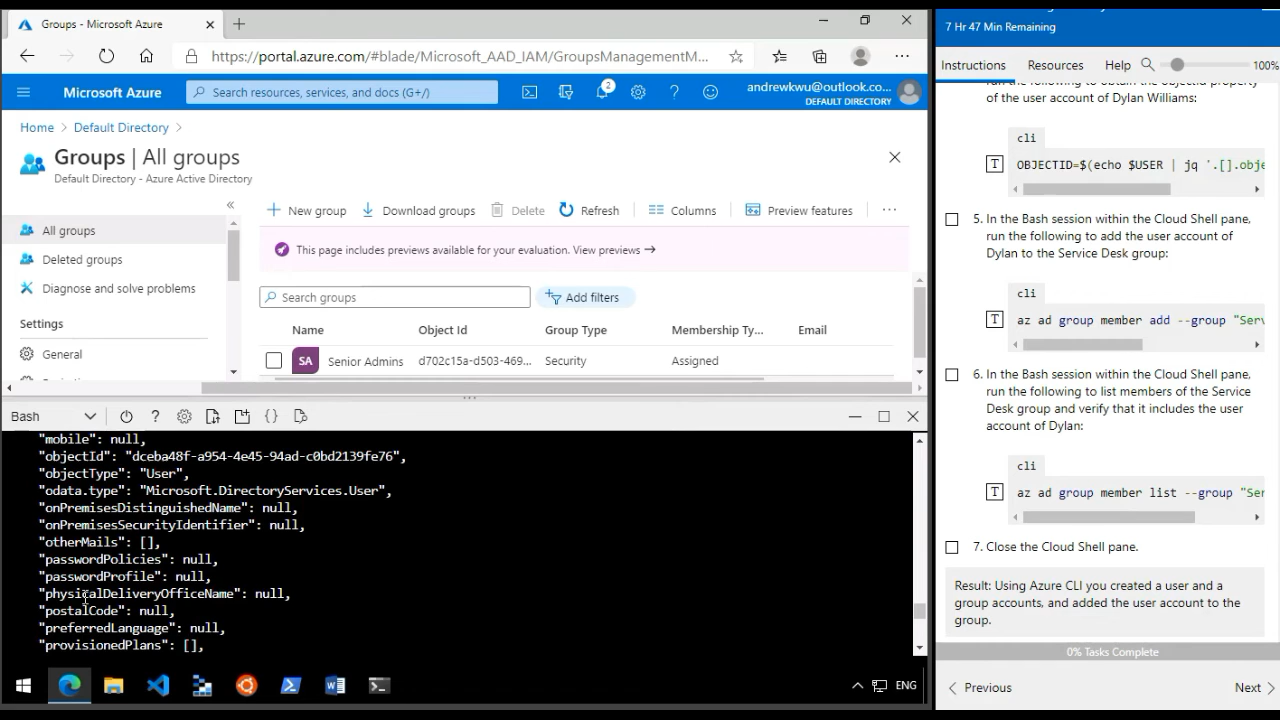 Groups - Microsoft Azure
https://portal.azure.com/#blade/Microsoft_AAD_IAM/GroupsManagementM...
Microsoft Azure
Search resources, services, and docs (G+/)
2
andrewkwu@outlook.co...
DEFAULT DIRECTORY
Home > Default Directory >
Groups | All groups
Default Directory - Azure Active Directory
All groups
Deleted groups
Diagnose and solve problems
Settings
General
New group
Download groups
Delete
Refresh
Columns
Preview features
This page includes previews available for your evaluation. View previews →
Search groups
Add filters
Name Object Id Group Type Membership Ty... Email
SA Senior Admins d702c15a-d503-469... Security Assigned
Bash
"mobile": null,
"objectId": "dceba48f-a954-4e45-94ad-c0bd2139fe76",
"objectType": "User",
"odata.type": "Microsoft.DirectoryServices.User",
"onPremisesDistinguishedName": null,
"onPremisesSecurityIdentifier": null,
"otherMails": [],
"passwordPolicies": null,
"passwordProfile": null,
"physicalDeliveryOfficeName": null,
"postalCode": null,
"preferredLanguage": null,
"provisionedPlans": [],
ENG
7 Hr 47 Min Remaining
Instructions Resources Help 100%
of the user account of Dylan Williams:
cli
T OBJECTID=$(echo $USER | jq '.[].obje
5. In the Bash session within the Cloud Shell pane,
run the following to add the user account of
Dylan to the Service Desk group:
cli
T az ad group member add --group "Serv
6. In the Bash session within the Cloud Shell pane,
run the following to list members of the Service
Desk group and verify that it includes the user
account of Dylan:
cli
T az ad group member list --group "Ser
7. Close the Cloud Shell pane.
Result: Using Azure CLI you created a user and a
group accounts, and added the user account to the
group.
0% Tasks Complete
Previous
Next